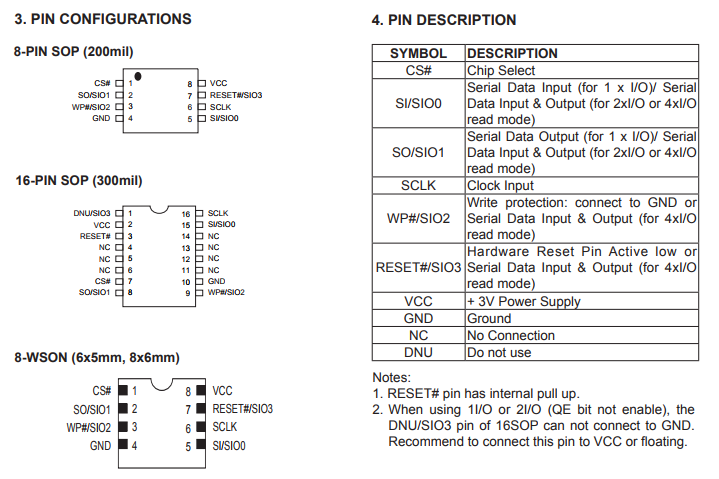 3. PIN CONFIGURATIONS
8-PIN SOP (200mil)
CS# 1 8 VCC
SO/SIO1 2 7 RESET#/SIO3
WP#/SIO2 3 6 SCLK
GND 4 5 SI/SIO0
16-PIN SOP (300mil)
DNU/SIO3 1 16 SCLK
VCC 2 15 SI/SIO0
RESET# 3 14 NC
NC 4 13 NC
NC 5 12 NC
NC 6 11 NC
CS# 7 10 GND
SO/SIO1 8 9 WP#/SIO2
8-WSON (6x5mm, 8x6mm)
CS# 1 8 VCC
SO/SIO1 2 7 RESET#/SIO3
WP#/SIO2 3 6 SCLK
GND 4 5 SI/SIO0
4. PIN DESCRIPTION
SYMBOL DESCRIPTION
CS# Chip Select
SI/SIO0 Serial Data Input (for 1 x I/O)/ Serial
Data Input & Output (for 2xI/O or 4xI/O
read mode)
SO/SIO1 Serial Data Output (for 1 x I/O)/ Serial
Data Input & Output (for 2xI/O or 4xI/O
read mode)
SCLK Clock Input
WP#/SIO2 Write protection: connect to GND or
Serial Data Input & Output (for 4xI/O
read mode)
RESET#/SIO3 Hardware Reset Pin Active low or
Serial Data Input & Output (for 4xI/O
read mode)
VCC + 3V Power Supply
GND Ground
NC No Connection
DNU Do not use
Notes:
1. RESET# pin has internal pull up.
2. When using 1I/O or 2I/O (QE bit not enable), the
DNU/SIO3 pin of 16SOP can not connect to GND.
Recommend to connect this pin to VCC or floating.